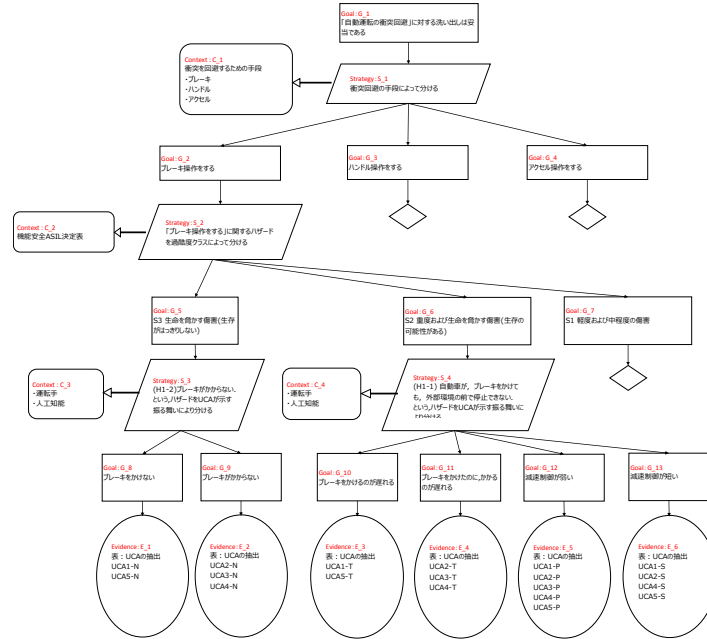 Goal: G_1
「自動運転の衝突回避」に対する洗い出しは妥
当である
Context: C_1
衝突を回避するための手段
・ブレーキ
・ハンドル
・アクセル
Strategy: S_1
衝突回避の手段によって分ける
Goal: G_2
ブレーキ操作をする
Goal: G_3
ハンドル操作をする
Goal: G_4
アクセル操作をする
Context: C_2
機能安全ASIL決定表
Strategy: S_2
「ブレーキ操作をする」に関するハザード
を過酷度クラスによって分ける
Goal: G_5
S3 生命を脅かす傷害(生存
がはっきりしない)
Goal: G_6
S2 重度および生命を脅かす傷害(生存の
可能性がある)
Goal: G_7
S1 軽度および中程度の傷害
Context: C_3
・運転手
・人工知能
Strategy: S_3
(H1-2)ブレーキがかからない、
という,ハザードをUCAが示す
振る舞いにより分ける
Context: C_4
・運転手
・人工知能
Strategy: S_4
(H1-1) 自動車が，ブレーキをかけて
も，外部環境の前で停止できない、
という,ハザードをUCAが示す振る舞いに
より分ける
Goal: G_8
ブレーキをかけない
Goal: G_9
ブレーキがかからない
Goal: G_10
ブレーキをかけるのが遅れる
Goal: G_11
ブレーキをかけたのに,かかる
のが遅れる
Goal: G_12
減速制御が弱い
Goal: G_13
減速制御が短い
Evidence: E_1
表：UCAの抽出
UCA1-N
UCA5-N
Evidence: E_2
表：UCAの抽出
UCA2-N
UCA3-N
UCA4-N
Evidence: E_3
表：UCAの抽出
UCA1-T
UCA5-T
Evidence: E_4
表：UCAの抽出
UCA2-T
UCA3-T
UCA4-T
Evidence: E_5
表：UCAの抽出
UCA1-P
UCA2-P
UCA3-P
UCA4-P
UCA5-P
Evidence: E_6
表：UCAの抽出
UCA1-S
UCA2-S
UCA4-S
UCA5-S